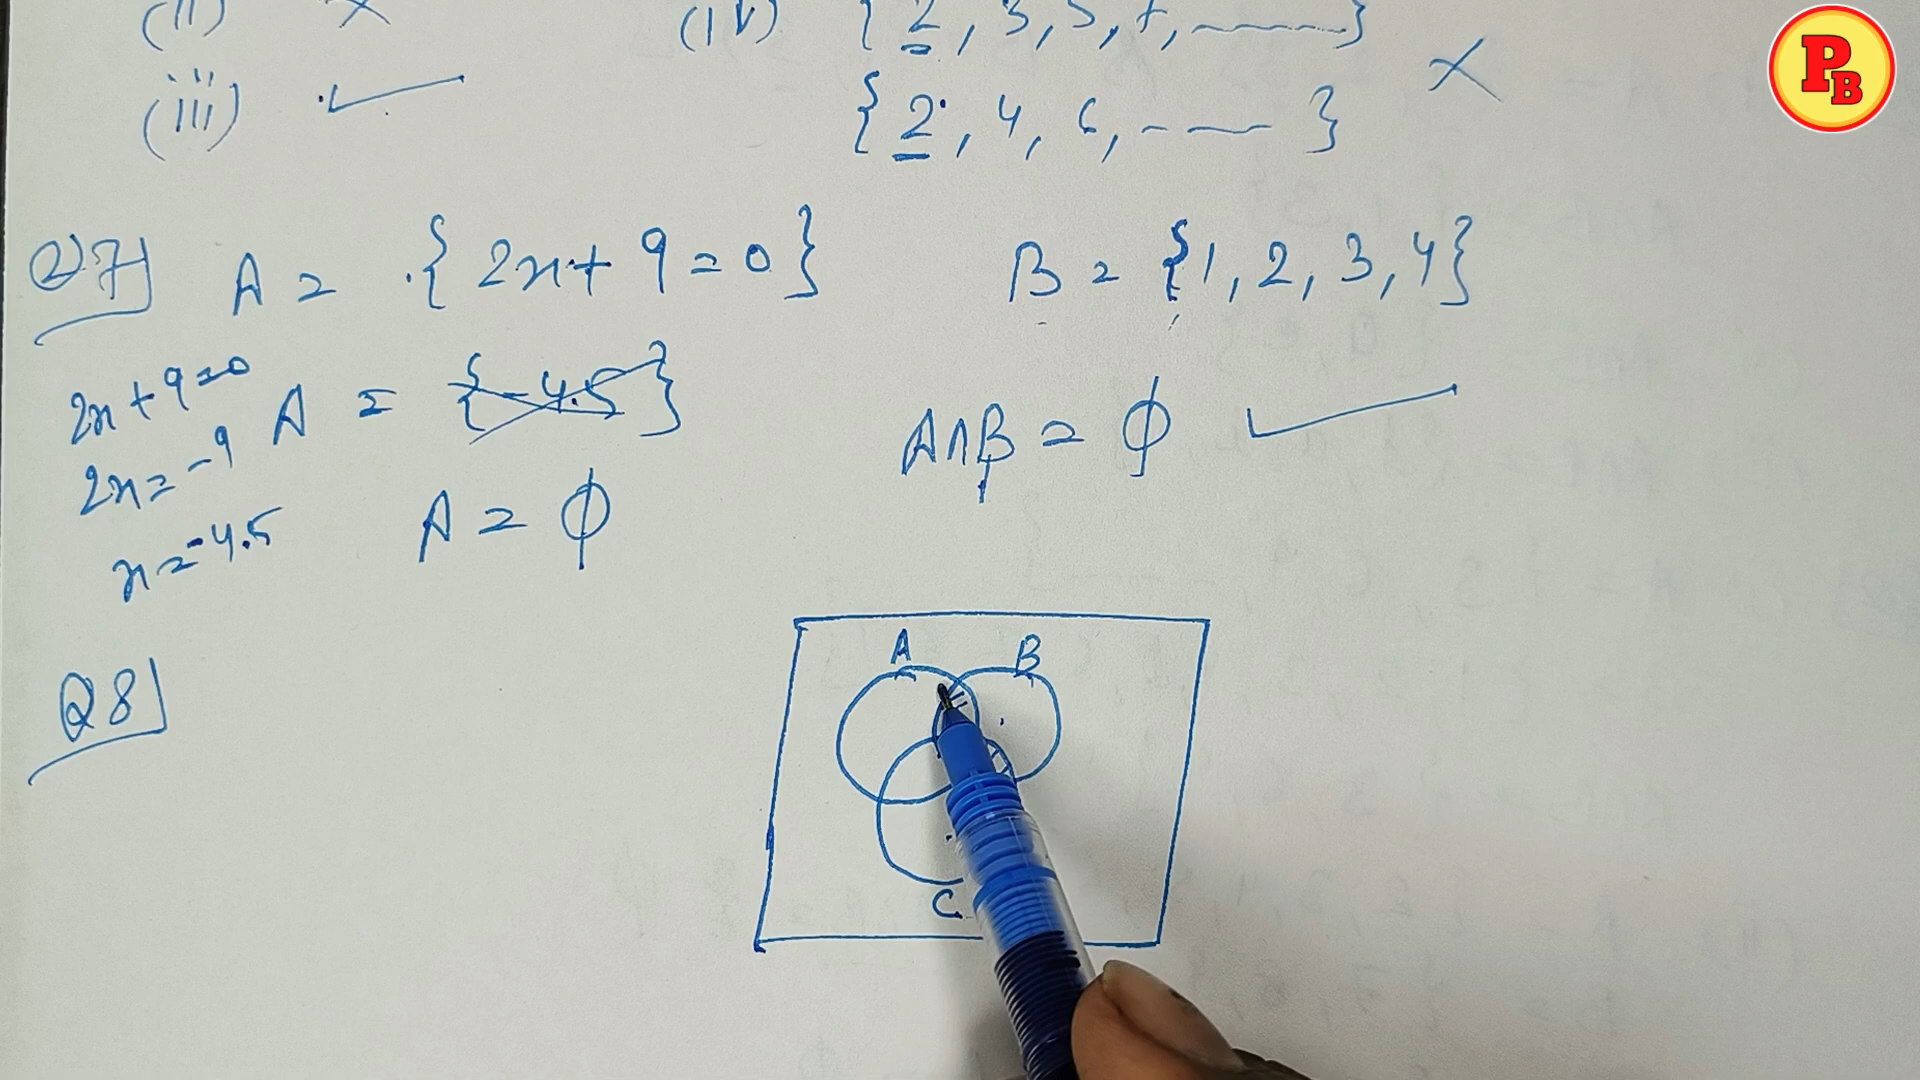 (ii) ×
(iv) {2, 3, 5, 7, ——}
(iii) ✓
{2, 4, 6, ---—} ×
Q7] A = {2x + 9 = 0} B = {1, 2, 3, 4}
2x + 9 = 0
A = {-4.5}
A∩B = ϕ ✓
2x = -9
x = -4.5
A = ϕ
Q8]
A B
C
PB